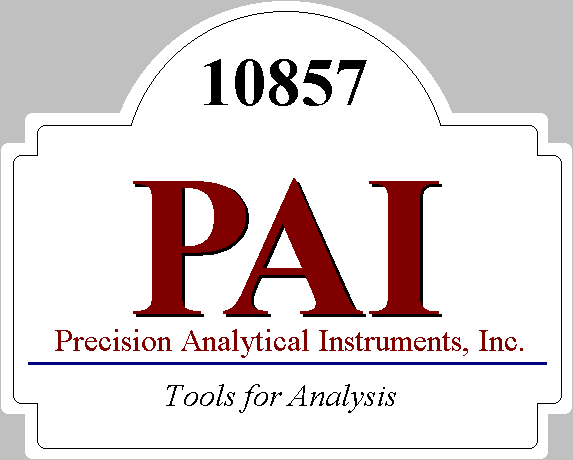 10857
PAI
Precision Analytical Instruments, Inc.
Tools for Analysis